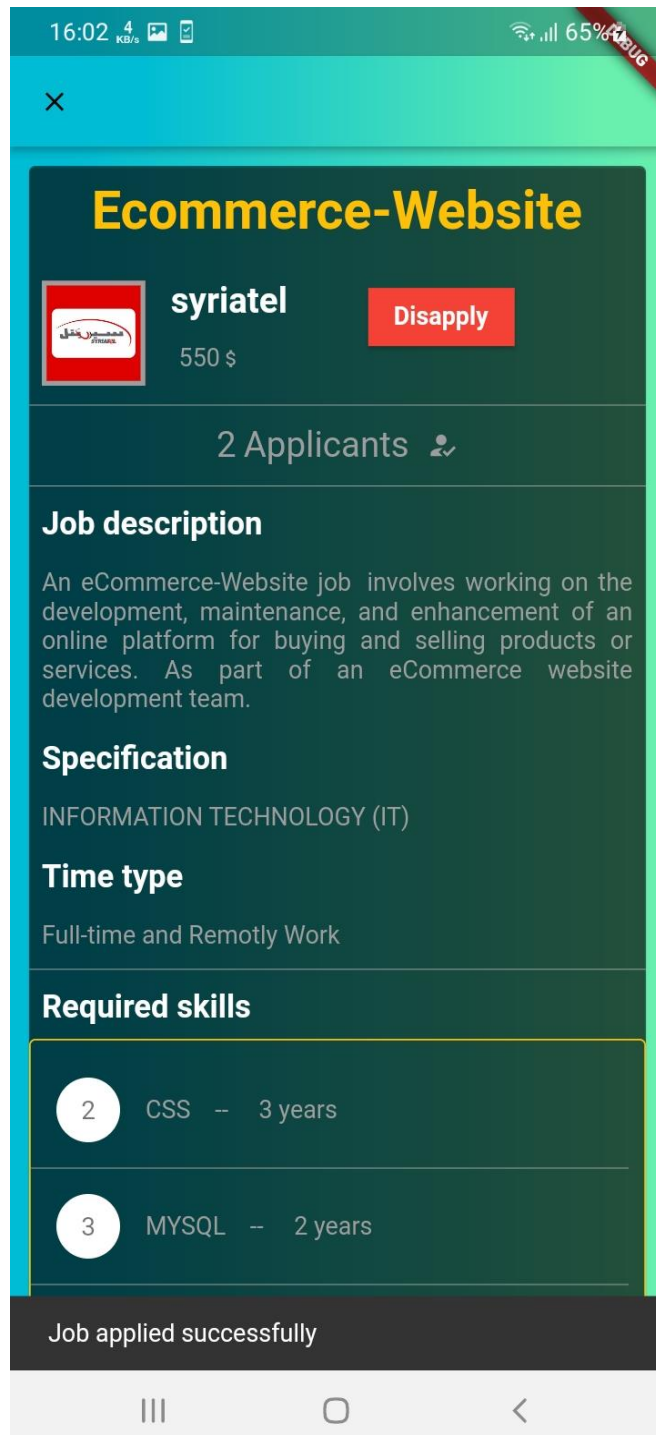 16:02 4 KB/s 65%
DEBUG
Ecommerce-Website
syriatel
Disapply
550 $
SYRIATEL
2 Applicants
Job description
An eCommerce-Website job involves working on the
development, maintenance, and enhancement of an
online platform for buying and selling products or
services. As part of an eCommerce website
development team.
Specification
INFORMATION TECHNOLOGY (IT)
Time type
Full-time and Remotly Work
Required skills
2 CSS -- 3 years
3 MYSQL -- 2 years
Job applied successfully